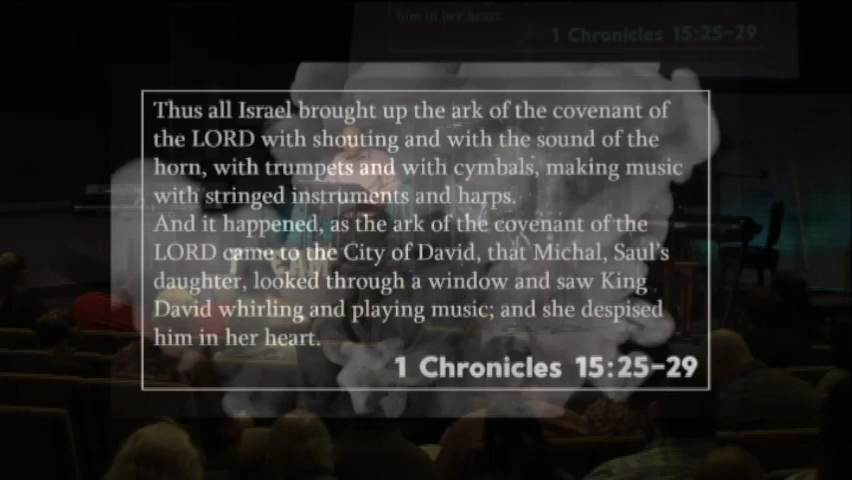 him in her heart.
1 Chronicles 15:25-29
Thus all Israel brought up the ark of the covenant of
the LORD with shouting and with the sound of the
horn, with trumpets and with cymbals, making music
with stringed instruments and harps.
And it happened, as the ark of the covenant of the
LORD came to the City of David, that Michal, Saul's
daughter, looked through a window and saw King
David whirling and playing music; and she despised
him in her heart.
1 Chronicles 15:25-29